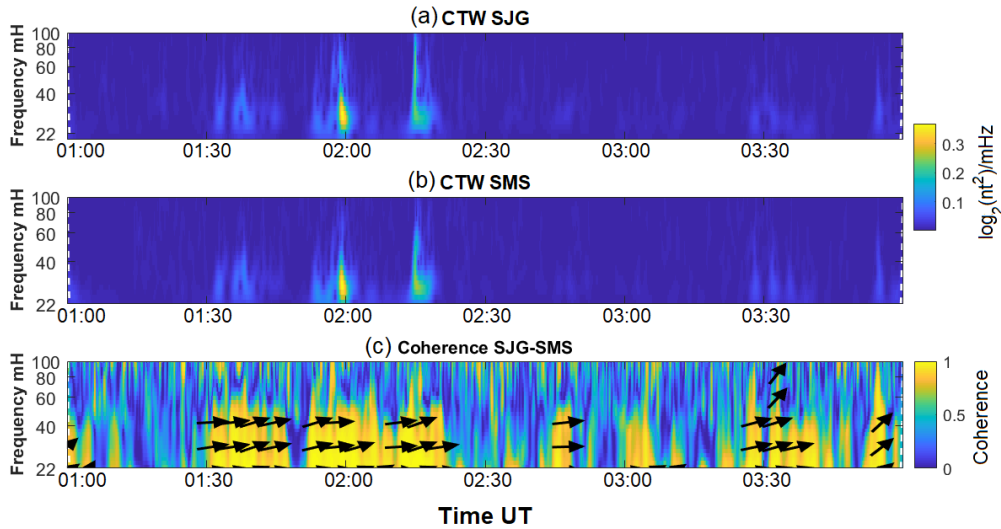 (a) CTW SJG
Frequency mH
100
80
60
40
22
01:00 01:30 02:00 02:30 03:00 03:30
(b) CTW SMS
Frequency mH
100
80
60
40
22
01:00 01:30 02:00 02:30 03:00 03:30
0.3
0.2
0.1
log2(nt²)/mHz
(c) Coherence SJG-SMS
Frequency mH
100
80
60
40
22
01:00 01:30 02:00 02:30 03:00 03:30
1
0.5
0
Coherence
Time UT